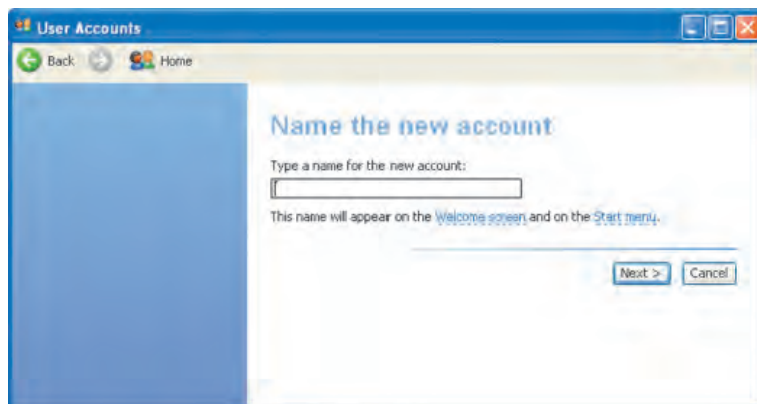 User Accounts
Back Home
Name the new account
Type a name for the new account:
This name will appear on the Welcome screen and on the Start menu.
Next > Cancel